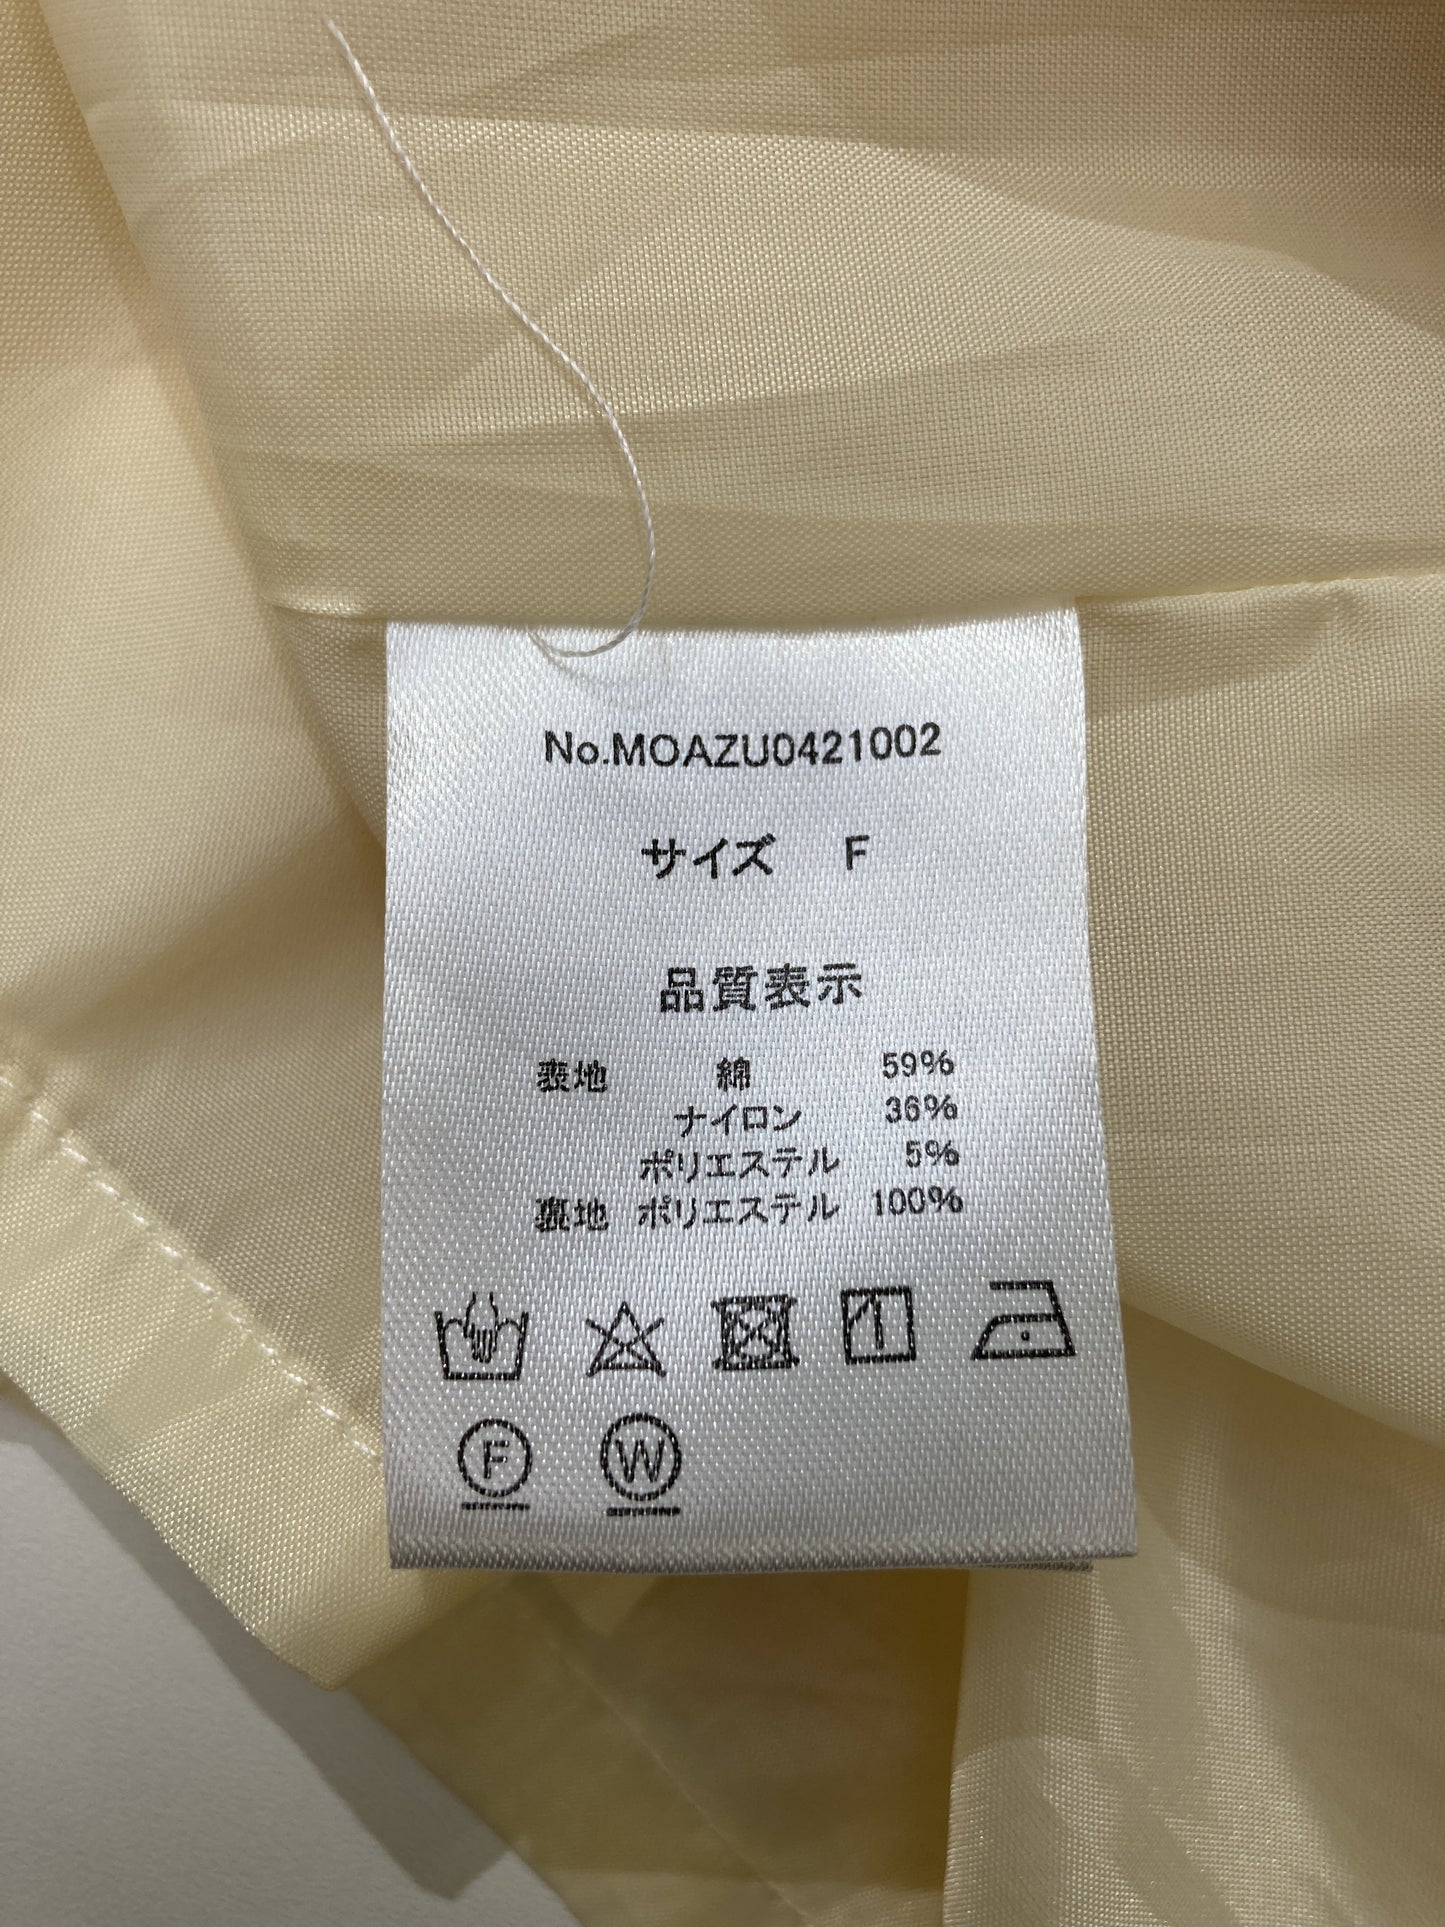 No.MOAZU0421002
サイズ F
品質表示
表地 綿 59%
ナイロン 36%
ポリエステル 5%
裏地 ポリエステル 100%
F W